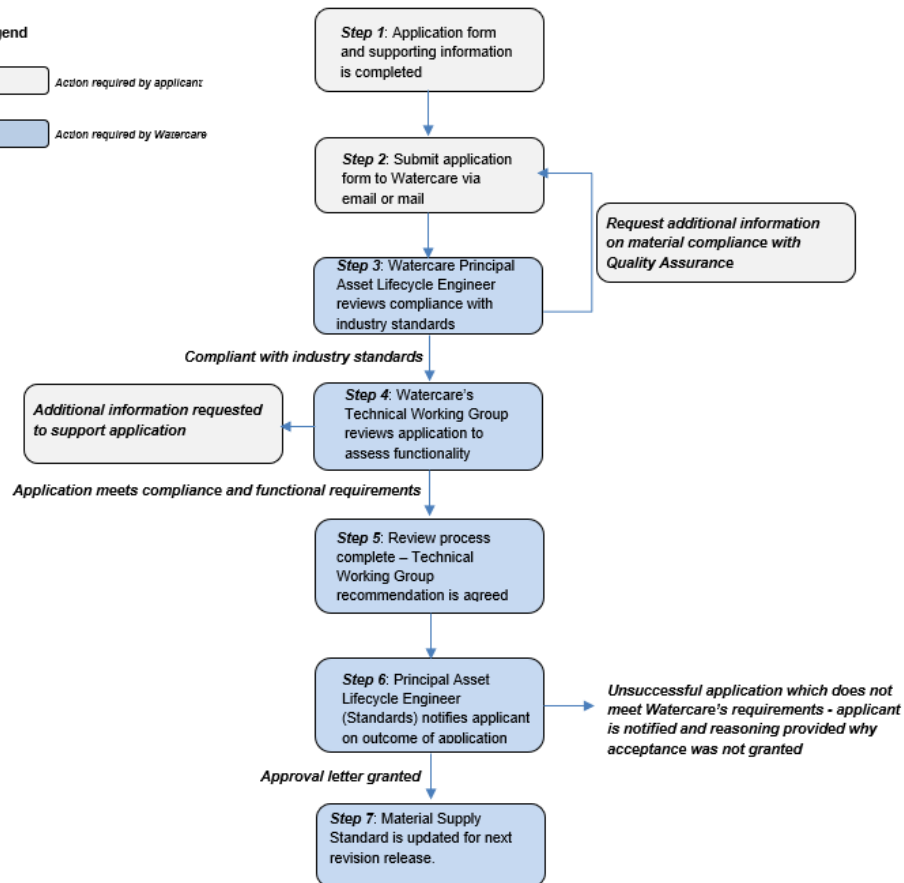 gend
Action required by applicant
Action required by Watercare
Step 1: Application form
and supporting information
is completed
Step 2: Submit application
form to Watercare via
email or mail
Request additional information
on material compliance with
Quality Assurance
Step 3: Watercare Principal
Asset Lifecycle Engineer
reviews compliance with
industry standards
Compliant with industry standards
Step 4: Watercare's
Technical Working Group
reviews application to
assess functionality
Additional information requested
to support application
Application meets compliance and functional requirements
Step 5: Review process
complete – Technical
Working Group
recommendation is agreed
Step 6: Principal Asset
Lifecycle Engineer
(Standards) notifies applicant
on outcome of application
Unsuccessful application which does not
meet Watercare's requirements - applicant
is notified and reasoning provided why
acceptance was not granted
Approval letter granted
Step 7: Material Supply
Standard is updated for next
revision release.